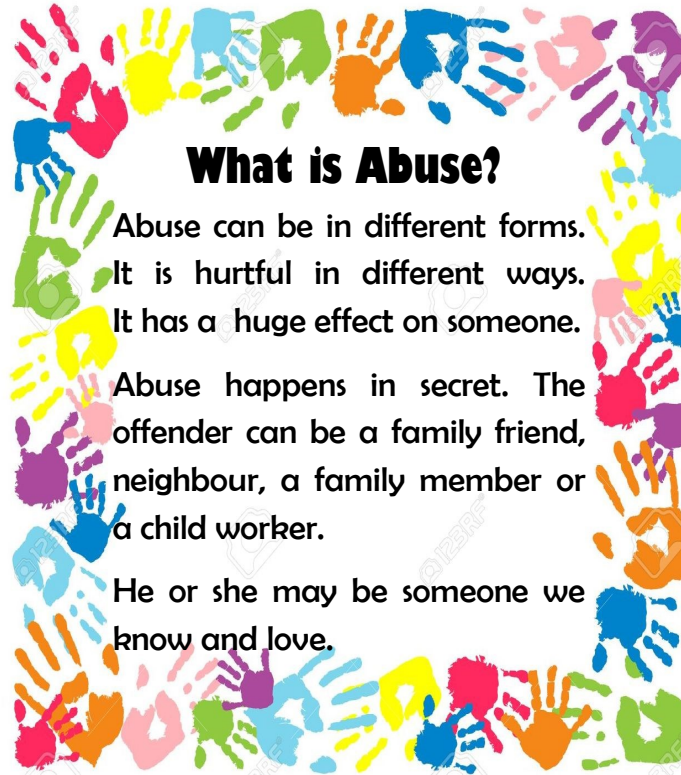 What is Abuse?
Abuse can be in different forms.
It is hurtful in different ways.
It has a huge effect on someone.
Abuse happens in secret. The
offender can be a family friend,
neighbour, a family member or
a child worker.
He or she may be someone we
know and love.